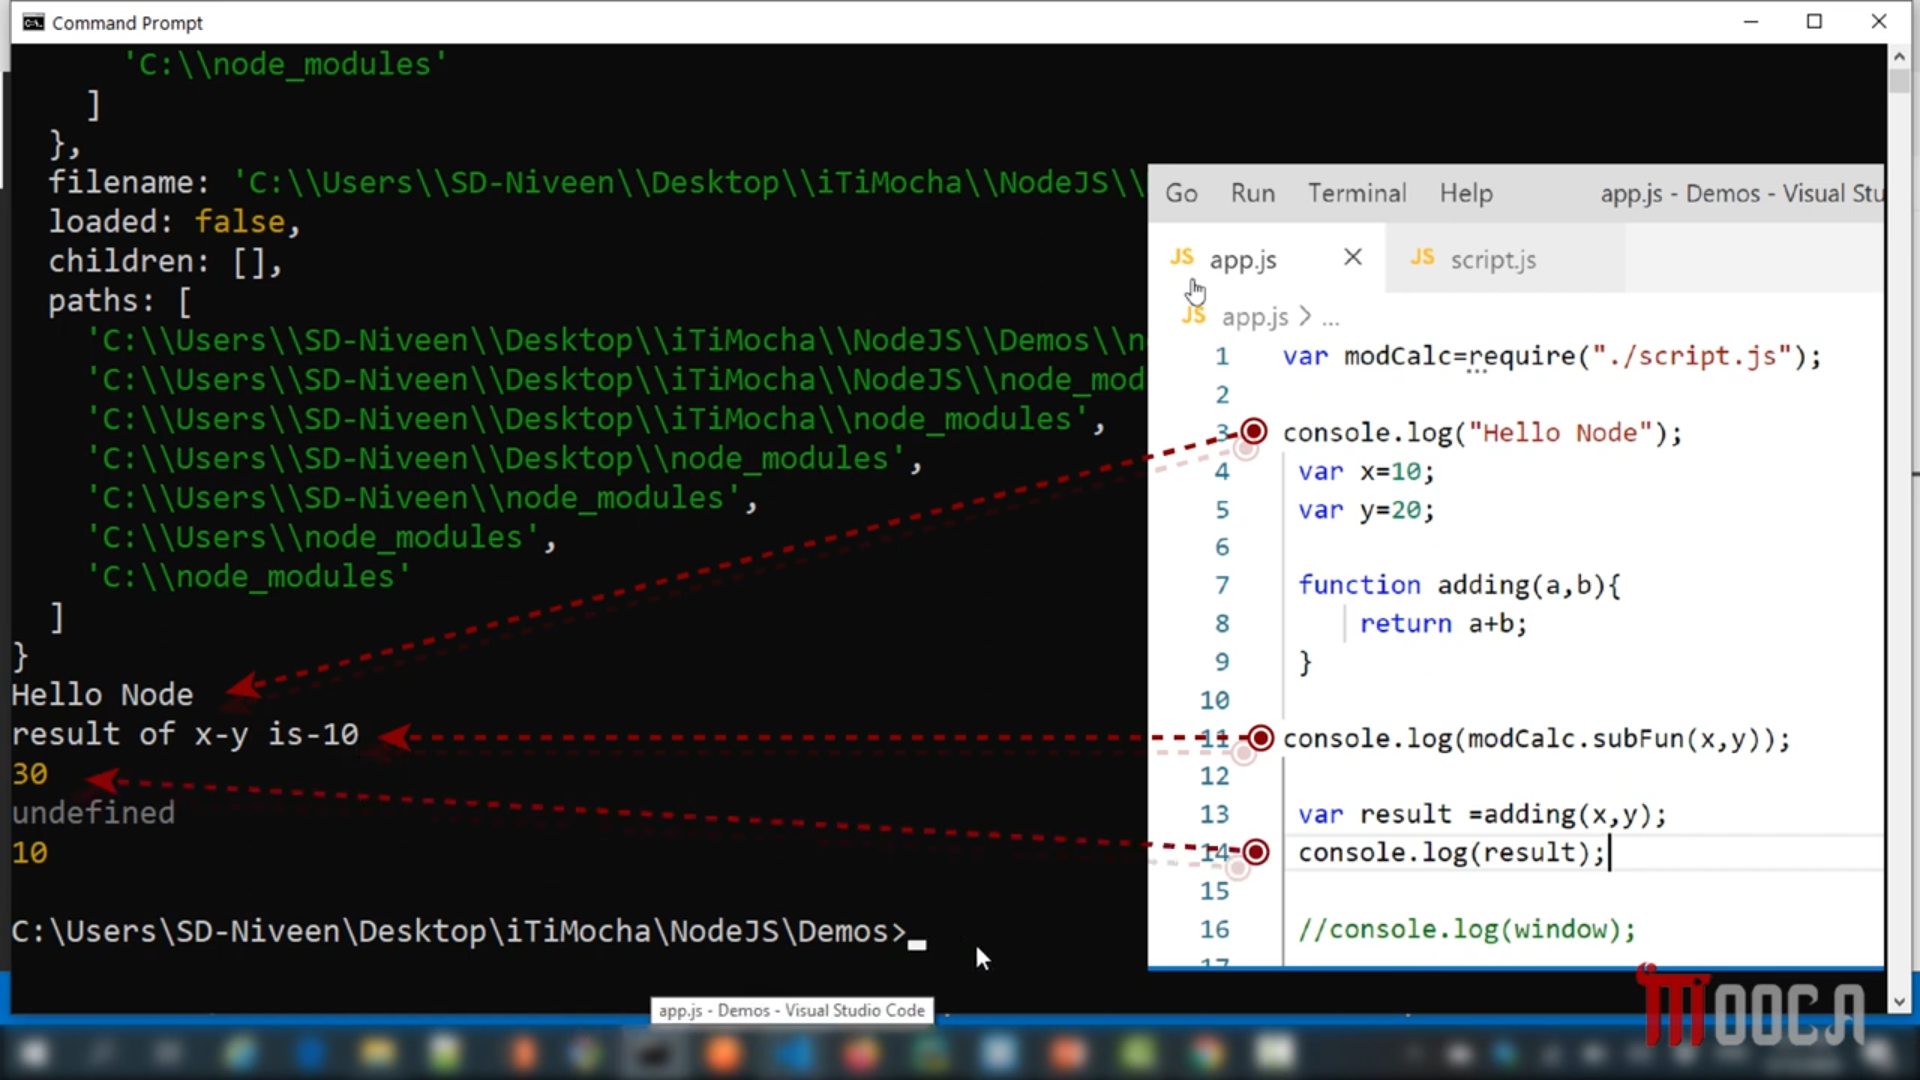 Command Prompt
'C:\\node_modules'
]
},
filename: 'C:\\Users\\SD-Niveen\\Desktop\\iTiMocha\\NodeJS\\
loaded: false,
children: [],
paths: [
'C:\\Users\\SD-Niveen\\Desktop\\iTiMocha\\NodeJS\\Demos\\n
'C:\\Users\\SD-Niveen\\Desktop\\iTiMocha\\NodeJS\\node_mod
'C:\\Users\\SD-Niveen\\Desktop\\iTiMocha\\node_modules',
'C:\\Users\\SD-Niveen\\Desktop\\node_modules',
'C:\\Users\\SD-Niveen\\node_modules',
'C:\\Users\\node_modules',
'C:\\node_modules'
]
}
Hello Node
result of x-y is-10
30
undefined
10
C:\Users\SD-Niveen\Desktop\iTiMocha\NodeJS\Demos>
Go Run Terminal Help app.js - Demos - Visual Stu
JS app.js JS script.js
JS app.js > ...
1 var modCalc=require("./script.js");
2
3 console.log("Hello Node");
4 var x=10;
5 var y=20;
6
7 function adding(a,b){
8 return a+b;
9 }
10
11 console.log(modCalc.subFun(x,y));
12
13 var result =adding(x,y);
14 console.log(result);
15
16 //console.log(window);
17
app.js - Demos - Visual Studio Code
MOOCA